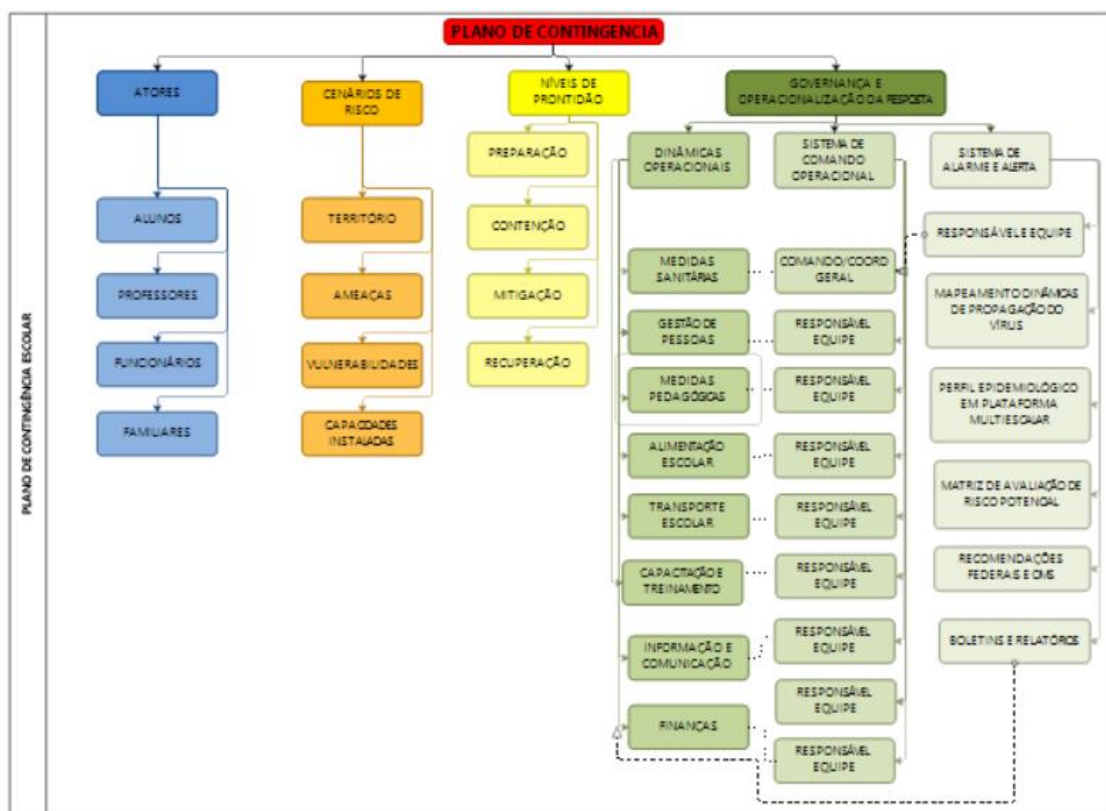 PLANO DE CONTINGÊNCIA ESCOLAR
PLANO DE CONTINGENCIA
ATORES
ALUNOS
PROFESSORES
FUNCIONÁRIOS
FAMILIARES
CENÁRIOS DE
RISCO
TERRITÓRIO
AMEAÇAS
VULNERABILIDADES
CAPACIDADES
INSTALADAS
NÍVEIS DE
PRONTIDÃO
PREPARAÇÃO
CONTENÇÃO
MITIGAÇÃO
RECUPERAÇÃO
GOVERNANÇA E
OPERACIONALIZAÇÃO DA RESPOSTA
DINÂMICAS
OPERACIONAIS
MEDIDAS
SANITÁRIAS
GESTÃO DE
PESSOAS
MEDIDAS
PEDAGÓGICAS
ALIMENTAÇÃO
ESCOLAR
TRANSPORTE
ESCOLAR
CAPACITAÇÃO E
TREINAMENTO
INFORMAÇÃO E
COMUNICAÇÃO
FINANÇAS
SISTEMA DE
COMANDO
OPERACIONAL
COMANDO/COORD
GERAL
RESPONSÁVEL
EQUIPE
RESPONSÁVEL
EQUIPE
RESPONSÁVEL
EQUIPE
RESPONSÁVEL
EQUIPE
RESPONSÁVEL
EQUIPE
RESPONSÁVEL
EQUIPE
RESPONSÁVEL
EQUIPE
RESPONSÁVEL
EQUIPE
SISTEMA DE
ALARME E ALERTA
RESPONSÁVEL E EQUIPE
MAPEAMENTO DINÂMICAS
DE PROPAGAÇÃO DO
VÍRUS
PERFIL EPIDEMIOLÓGICO
EM PLATAFORMA
MULTIESCALAR
MATRIZ DE AVALIAÇÃO DE
RISCO POTENCIAL
RECOMENDAÇÕES
FEDERAIS E OMS
BOLETINS E RELATÓRIOS